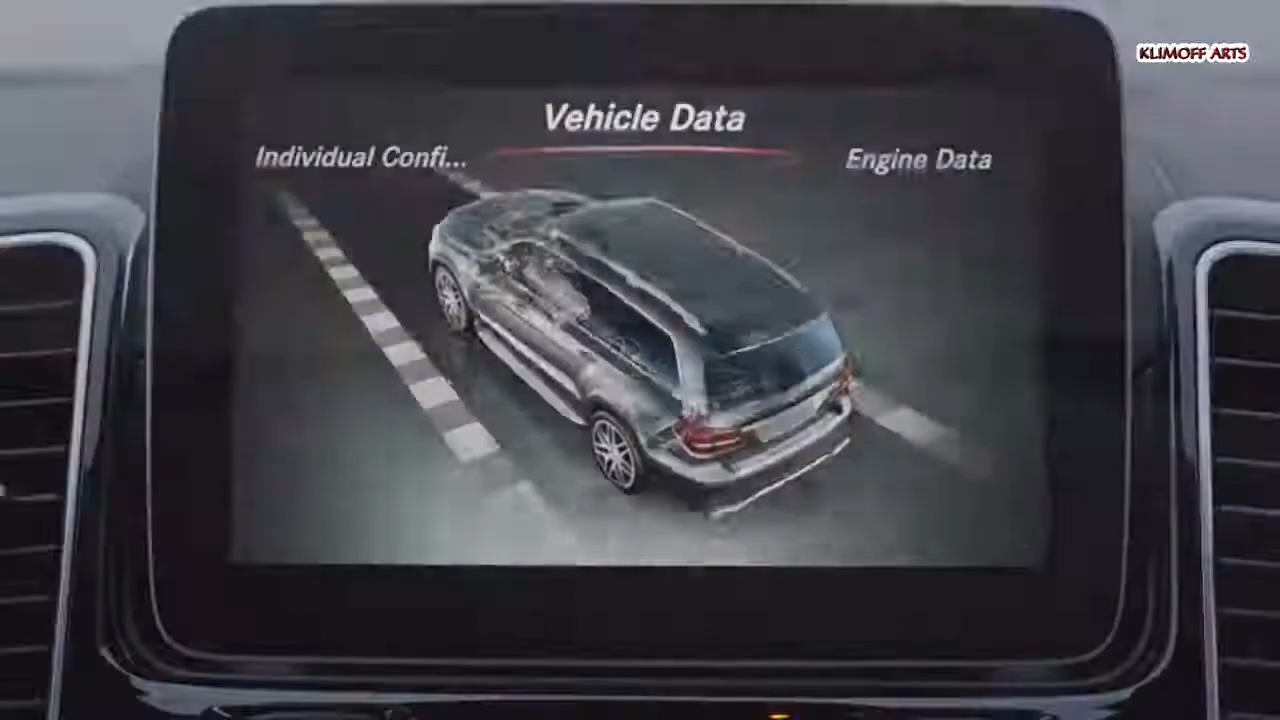 KLIMOFF ARTS
Vehicle Data
Individual Confi...
Engine Data